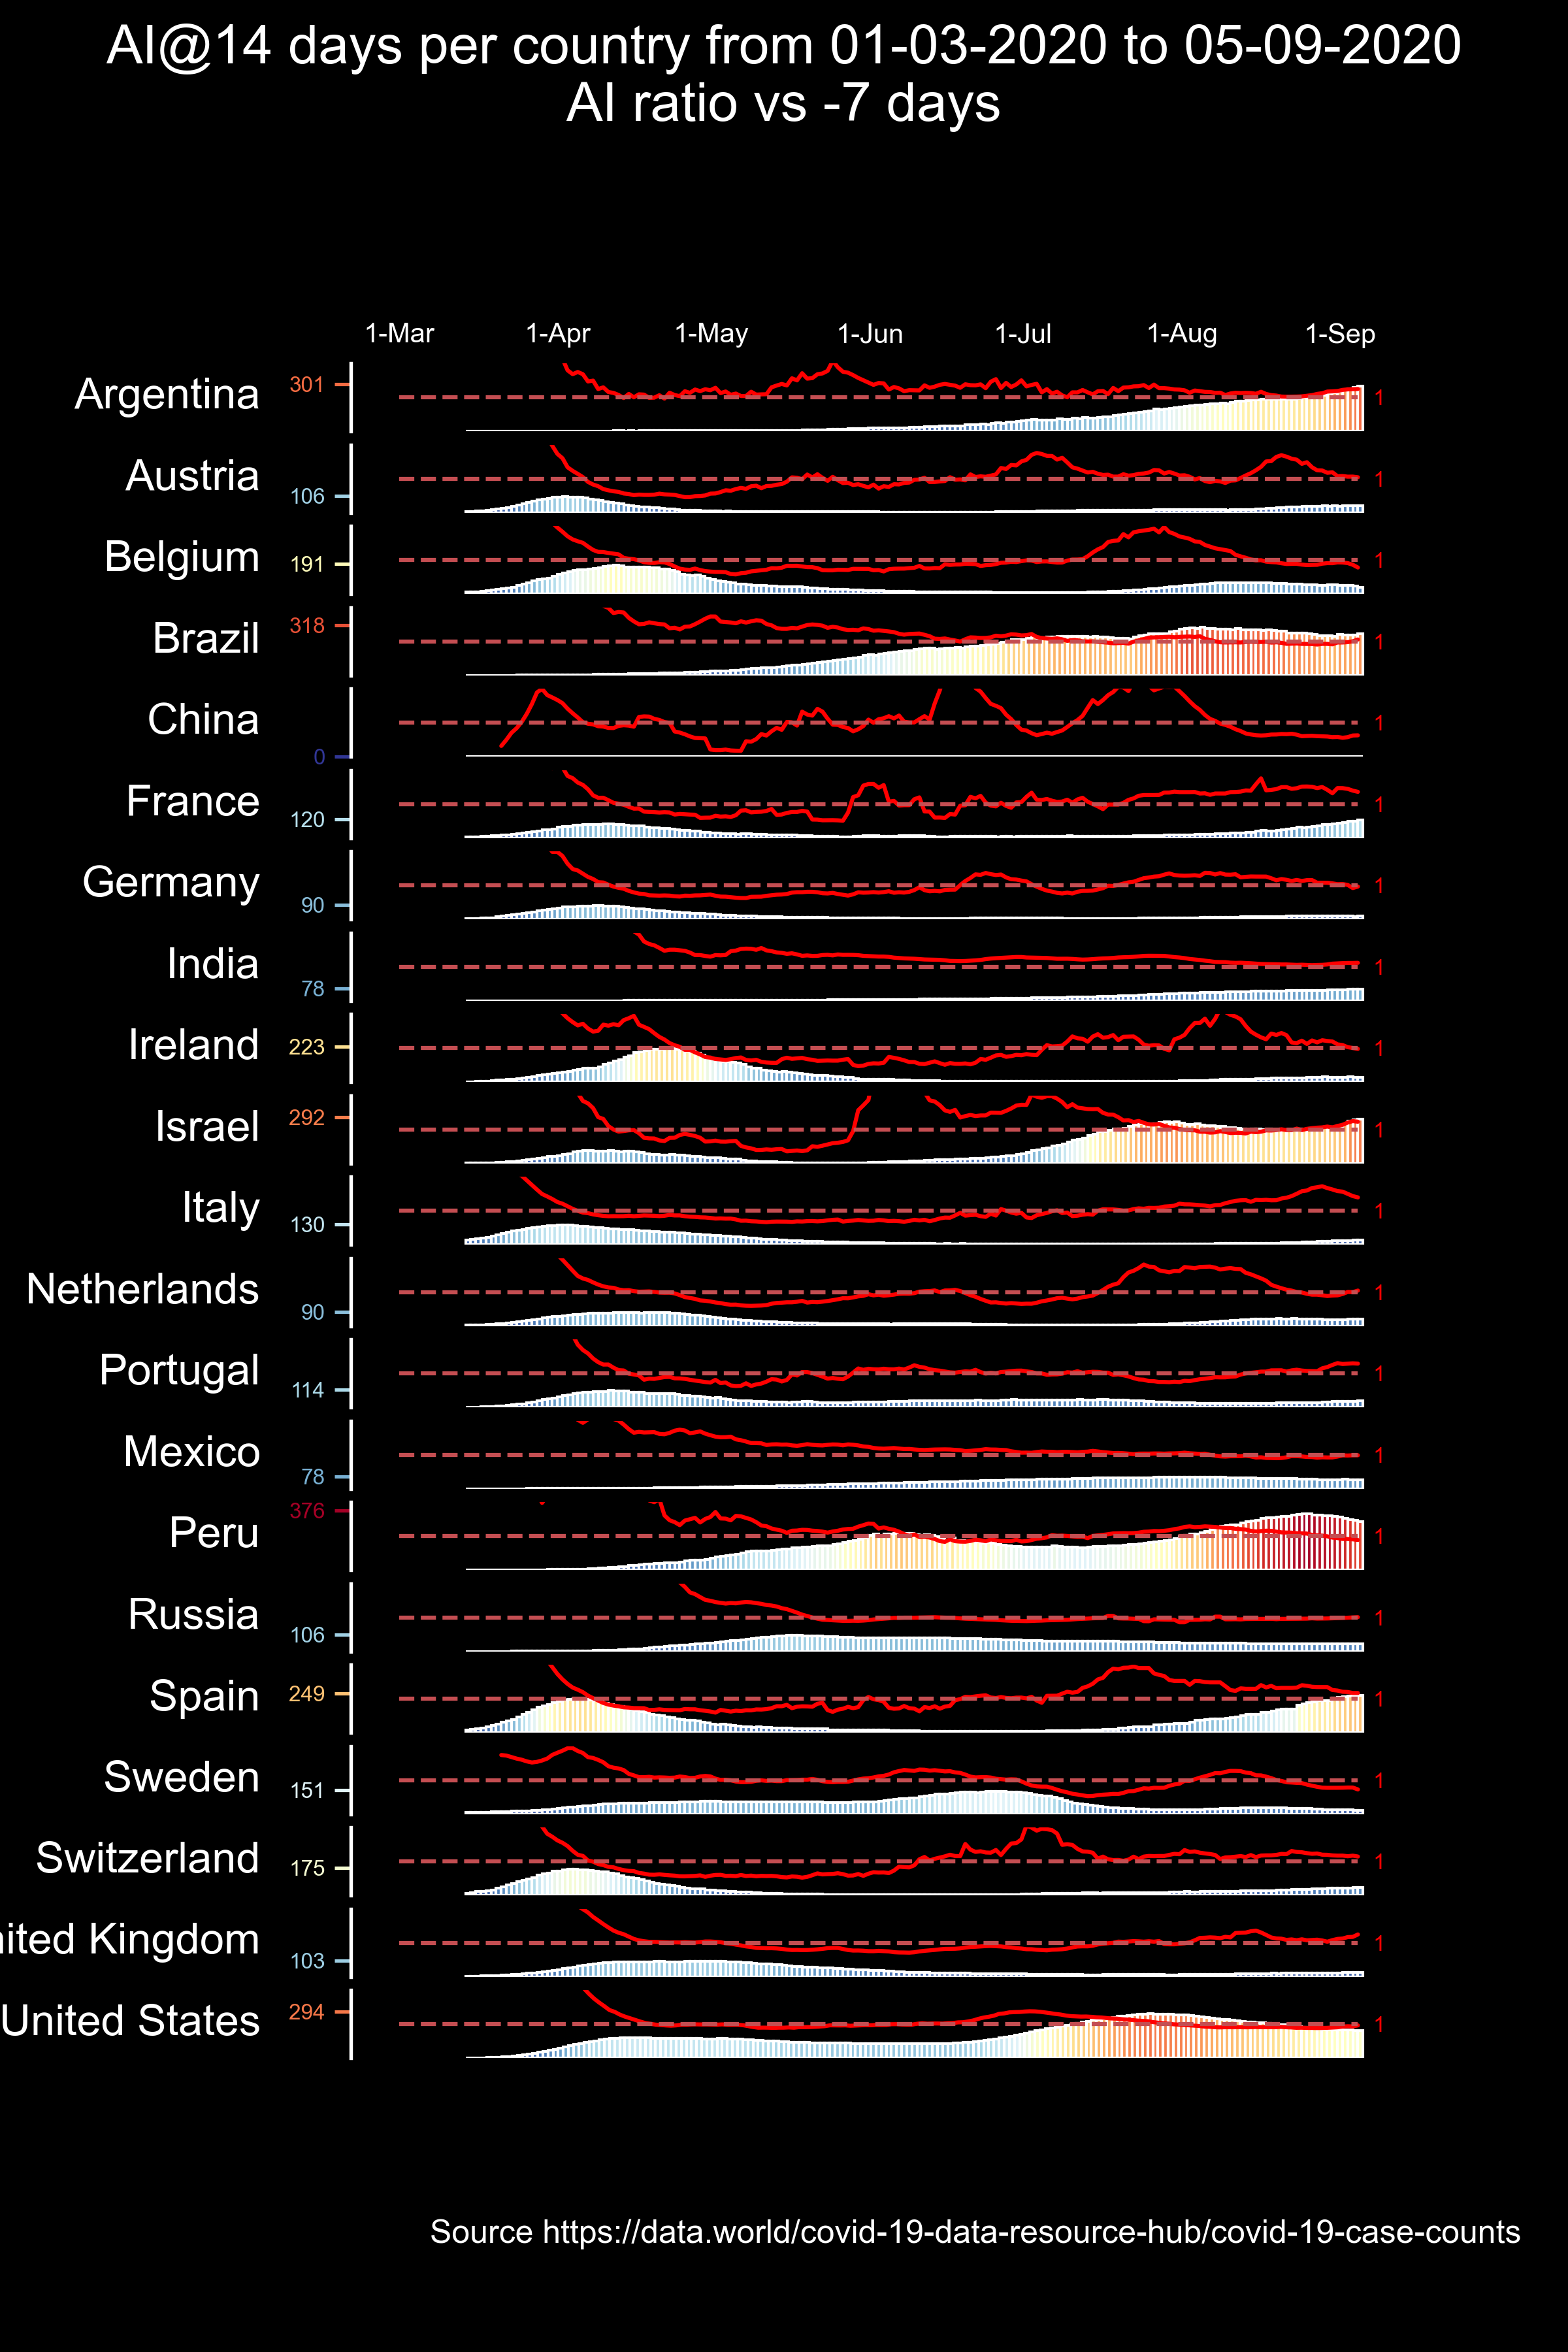 AI@14 days per country from 01-03-2020 to 05-09-2020
AI ratio vs -7 days
1-Mar 1-Apr 1-May 1-Jun 1-Jul 1-Aug 1-Sep
Argentina 301 1
Austria 106 1
Belgium 191 1
Brazil 318 1
China 0 1
France 120 1
Germany 90 1
India 78 1
Ireland 223 1
Israel 292 1
Italy 130 1
Netherlands 90 1
Portugal 114 1
Mexico 78 1
Peru 376 1
Russia 106 1
Spain 249 1
Sweden 151 1
Switzerland 175 1
ited Kingdom 103 1
United States 294 1
Source https://data.world/covid-19-data-resource-hub/covid-19-case-counts